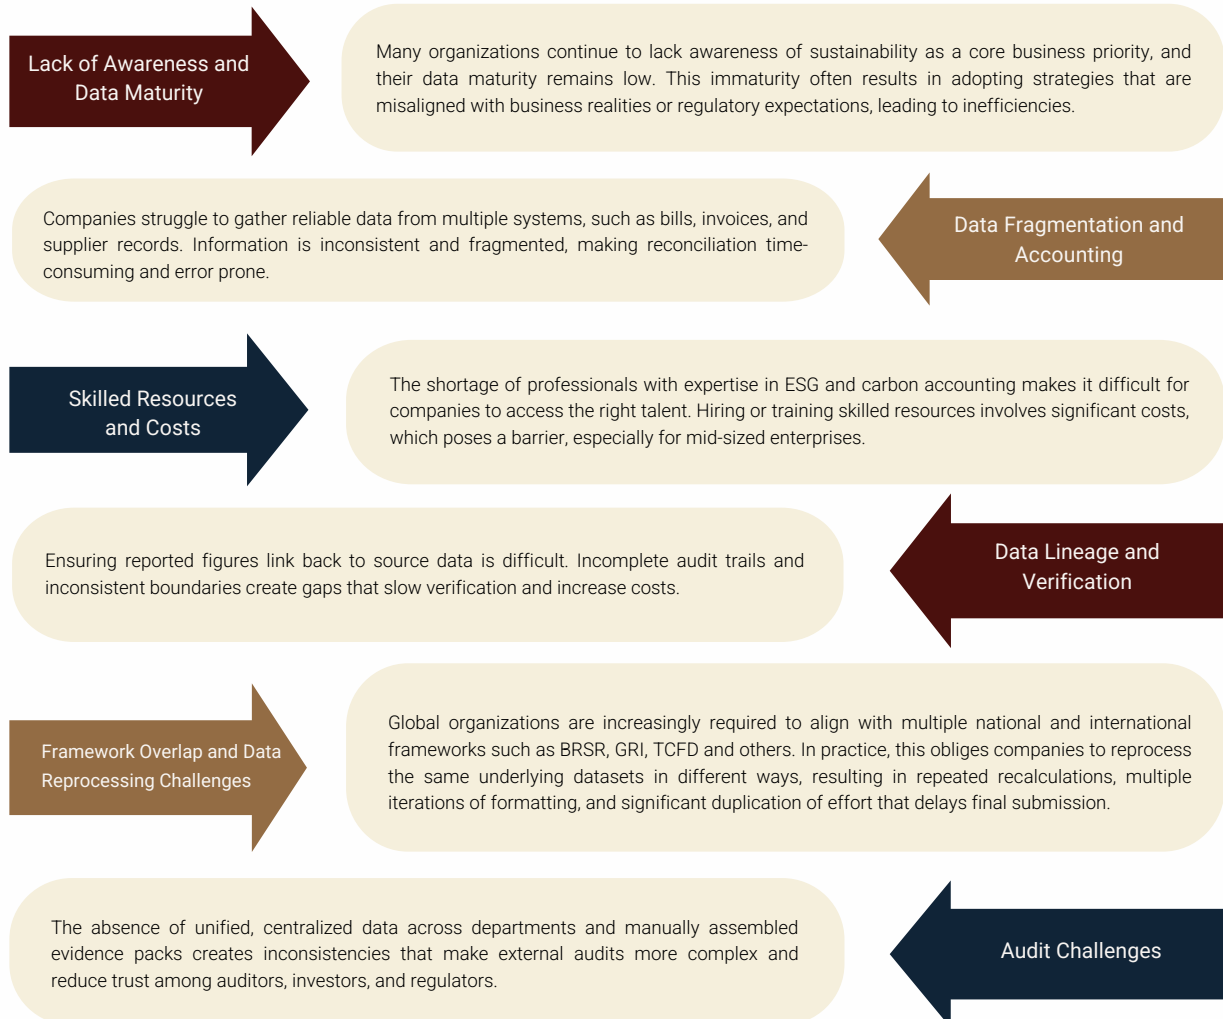 Lack of Awareness and
Data Maturity
Many organizations continue to lack awareness of sustainability as a core business priority, and
their data maturity remains low. This immaturity often results in adopting strategies that are
misaligned with business realities or regulatory expectations, leading to inefficiencies.
Companies struggle to gather reliable data from multiple systems, such as bills, invoices, and
supplier records. Information is inconsistent and fragmented, making reconciliation time-
consuming and error prone.
Data Fragmentation and
Accounting
Skilled Resources
and Costs
The shortage of professionals with expertise in ESG and carbon accounting makes it difficult for
companies to access the right talent. Hiring or training skilled resources involves significant costs,
which poses a barrier, especially for mid-sized enterprises.
Ensuring reported figures link back to source data is difficult. Incomplete audit trails and
inconsistent boundaries create gaps that slow verification and increase costs.
Data Lineage and
Verification
Framework Overlap and Data
Reprocessing Challenges
Global organizations are increasingly required to align with multiple national and international
frameworks such as BRSR, GRI, TCFD and others. In practice, this obliges companies to reprocess
the same underlying datasets in different ways, resulting in repeated recalculations, multiple
iterations of formatting, and significant duplication of effort that delays final submission.
The absence of unified, centralized data across departments and manually assembled
evidence packs creates inconsistencies that make external audits more complex and
reduce trust among auditors, investors, and regulators.
Audit Challenges